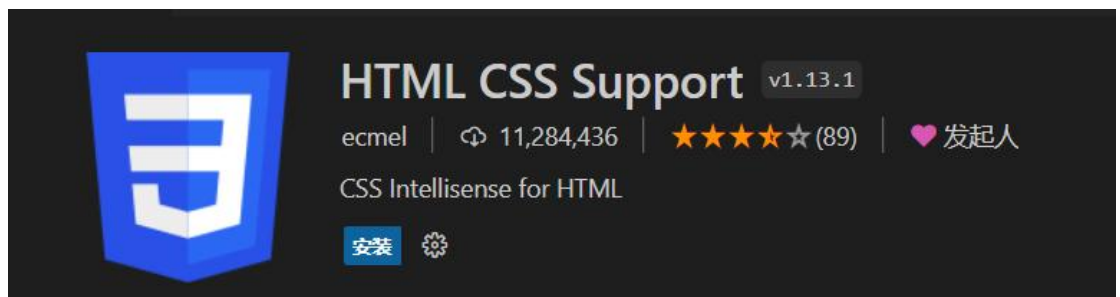 HTML CSS Support v1.13.1
ecmel 11,284,436 (89) 发起人
CSS Intellisense for HTML
安装